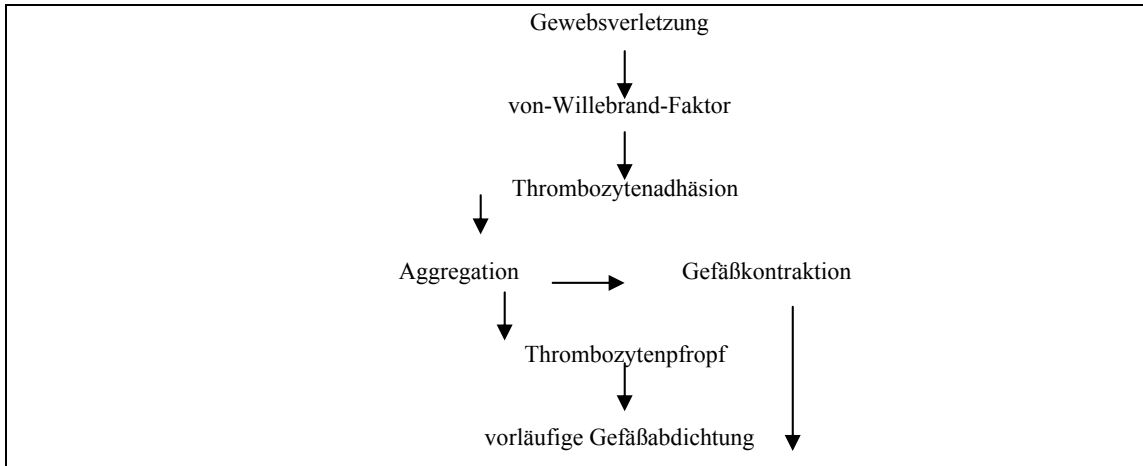 Gewebsverletzung
von-Willebrand-Faktor
Thrombozytenadhäsion
Aggregation Gefäßkontraktion
Thrombozytenpfropf
vorläufige Gefäßabdichtung